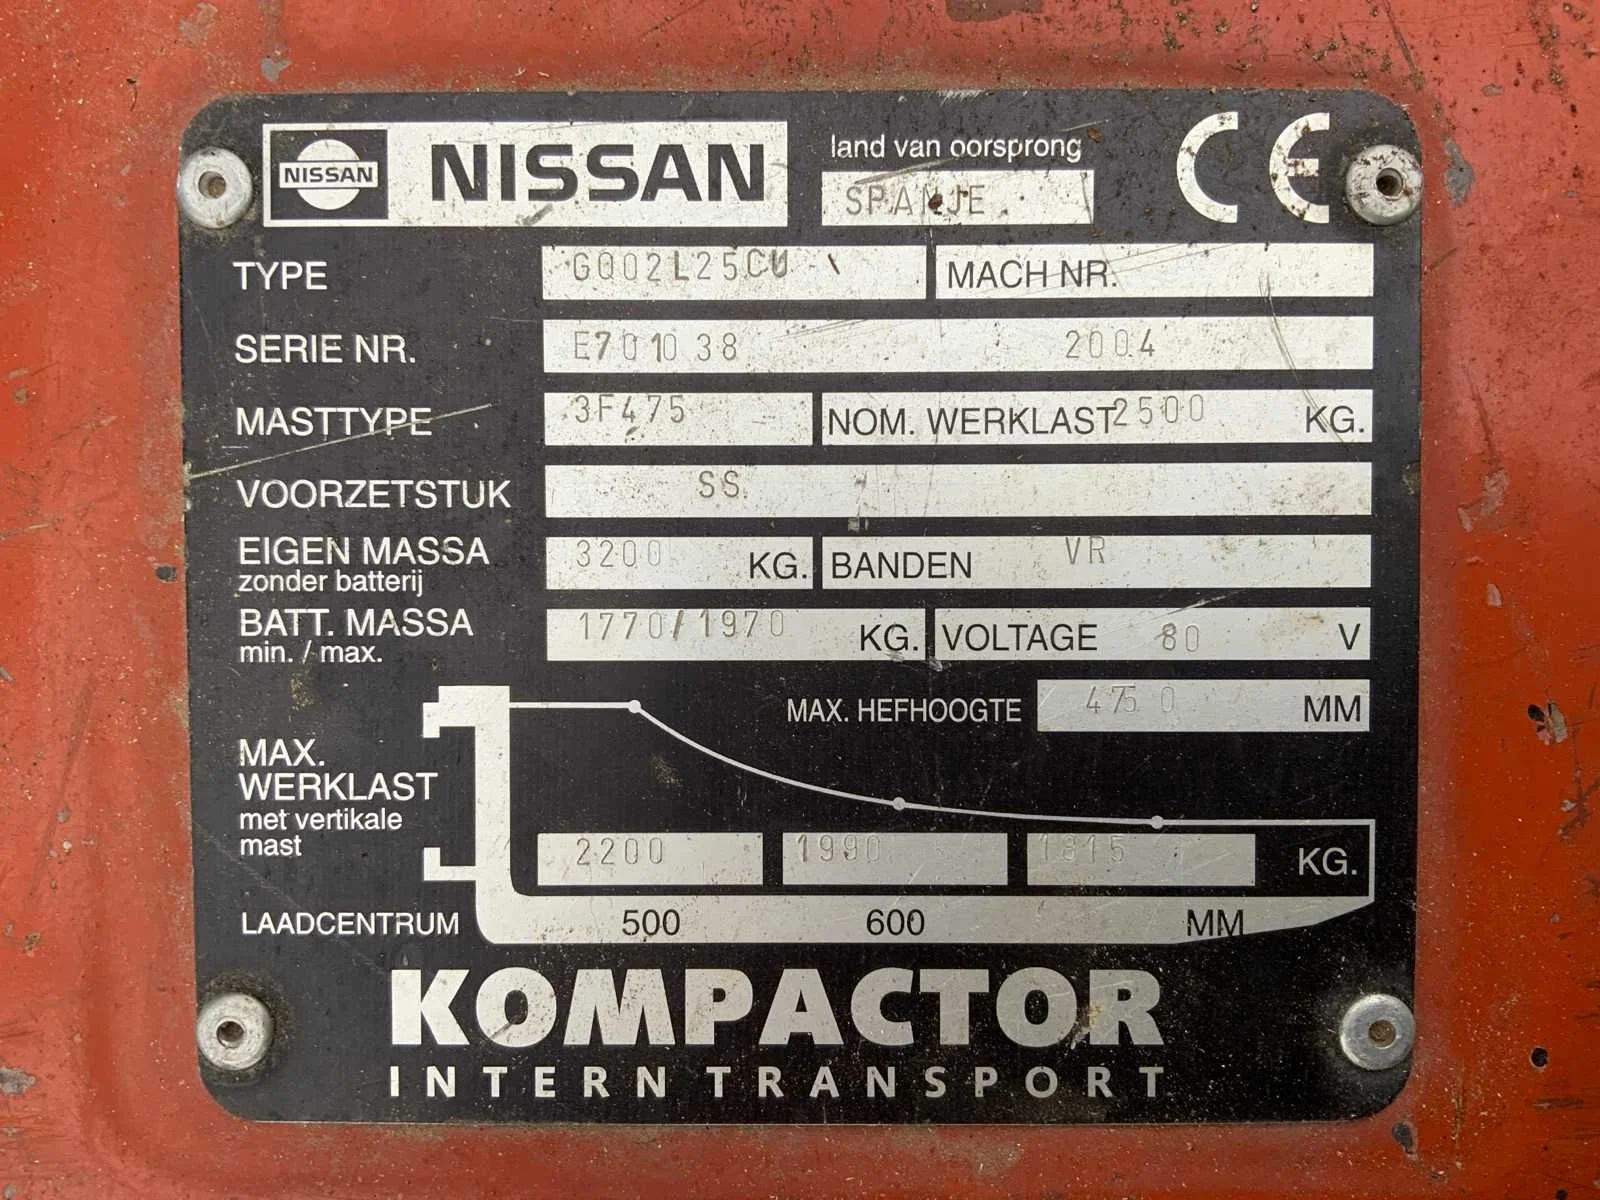 NISSAN NISSAN land van oorsprong CE
SPANJE
TYPE GQ02L25CU MACH NR.
SERIE NR. E701038 2004
MASTTYPE 3F475 NOM. WERKLAST 2500 KG.
VOORZETSTUK SS
EIGEN MASSA 3200 KG. BANDEN VR
zonder batterij
BATT. MASSA 1770/1970 KG. VOLTAGE 80 V
min. / max.
MAX. HEFHOOGTE 4750 MM
MAX.
WERKLAST
met vertikale
mast
2200 1990 1815 KG.
LAADCENTRUM 500 600 MM
KOMPACTOR
INTERN TRANSPORT